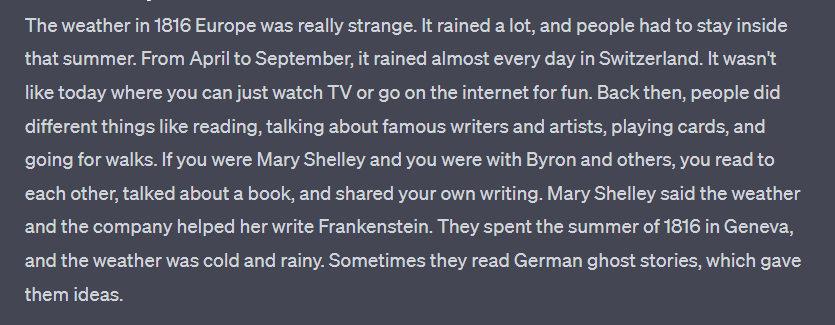 The weather in 1816 Europe was really strange. It rained a lot, and people had to stay inside
that summer. From April to September, it rained almost every day in Switzerland. It wasn't
like today where you can just watch TV or go on the internet for fun. Back then, people did
different things like reading, talking about famous writers and artists, playing cards, and
going for walks. If you were Mary Shelley and you were with Byron and others, you read to
each other, talked about a book, and shared your own writing. Mary Shelley said the weather
and the company helped her write Frankenstein. They spent the summer of 1816 in Geneva,
and the weather was cold and rainy. Sometimes they read German ghost stories, which gave
them ideas.